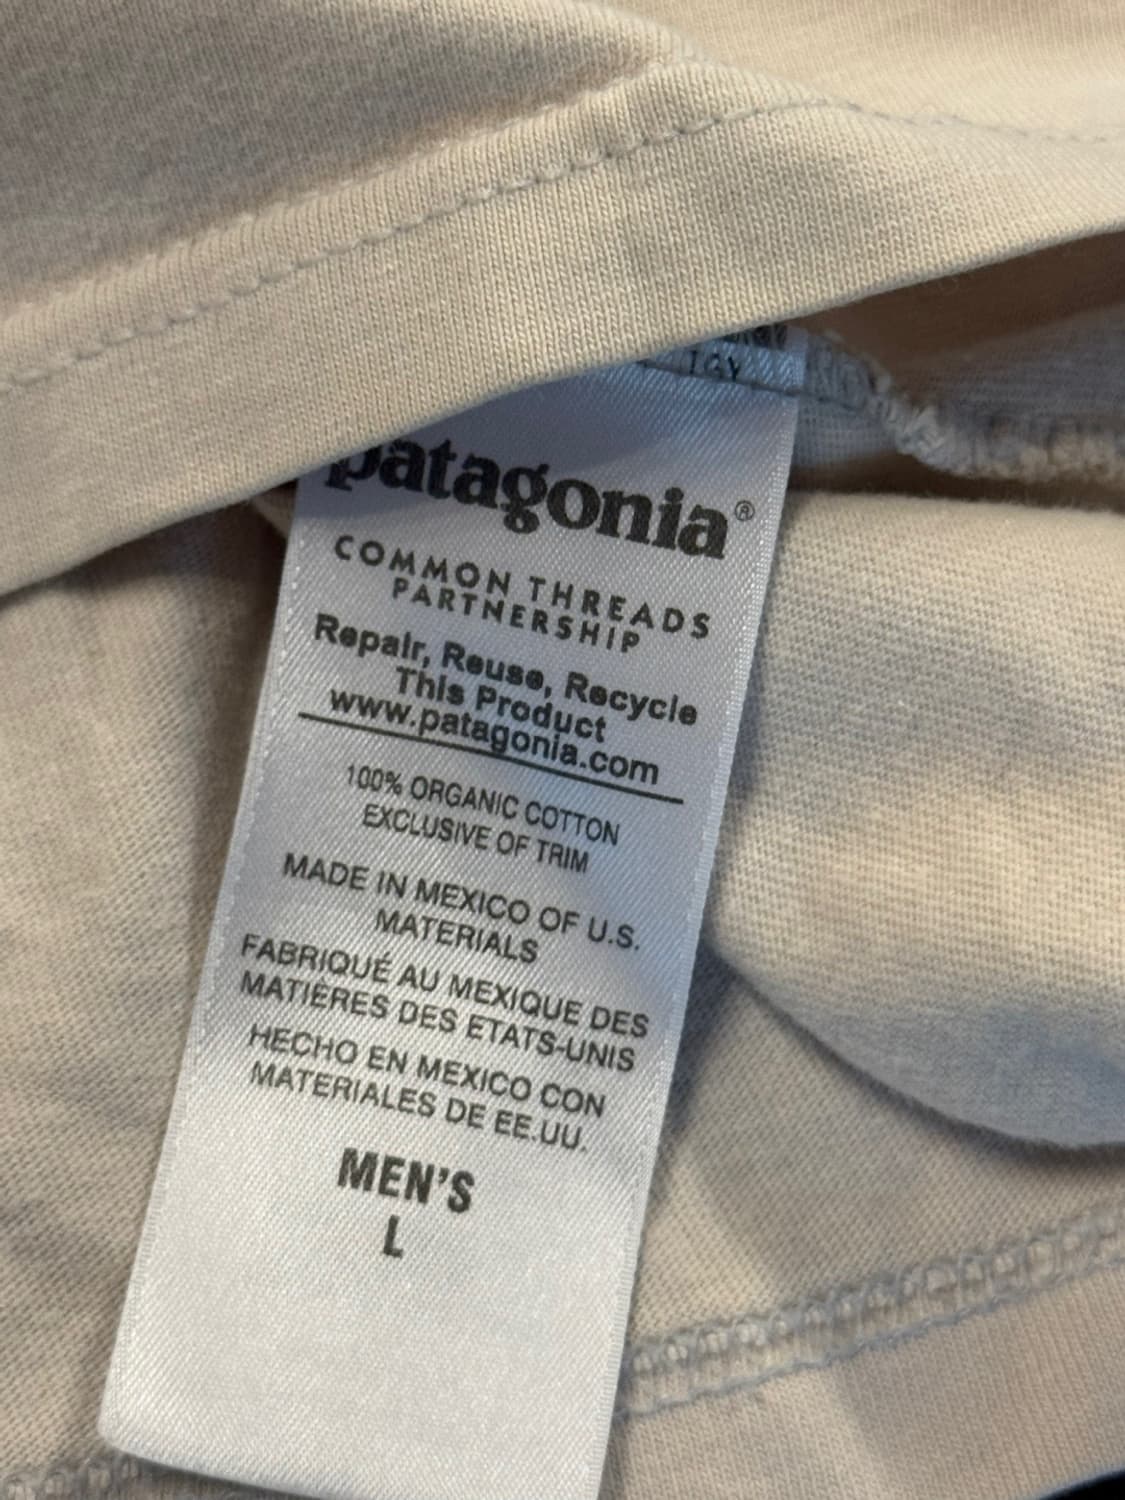 patagonia®
COMMON THREADS
PARTNERSHIP
Repair, Reuse, Recycle
This Product
www.patagonia.com
100% ORGANIC COTTON
EXCLUSIVE OF TRIM
MADE IN MEXICO OF U.S.
MATERIALS
FABRIQUÉ AU MEXIQUE DES
MATIÈRES DES ETATS-UNIS
HECHO EN MEXICO CON
MATERIALES DE EE.UU.
MEN'S
L